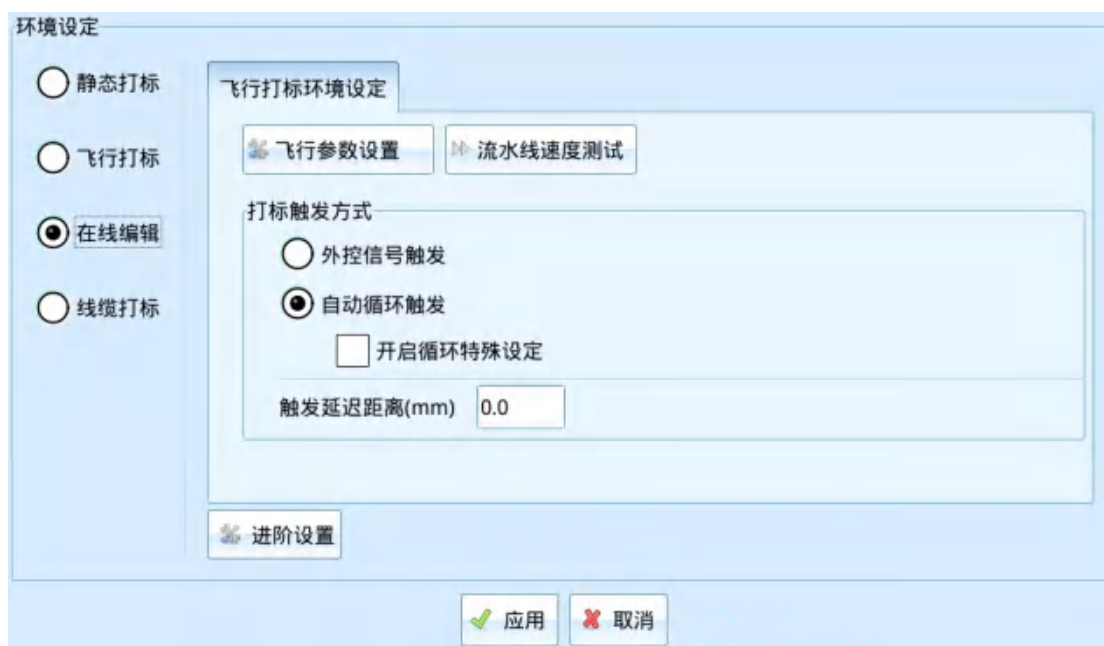 环境设定
静态打标
飞行打标
在线编辑
线缆打标
飞行打标环境设定
飞行参数设置
流水线速度测试
打标触发方式
外控信号触发
自动循环触发
开启循环特殊设定
触发延迟距离(mm) 0.0
进阶设置
应用
取消